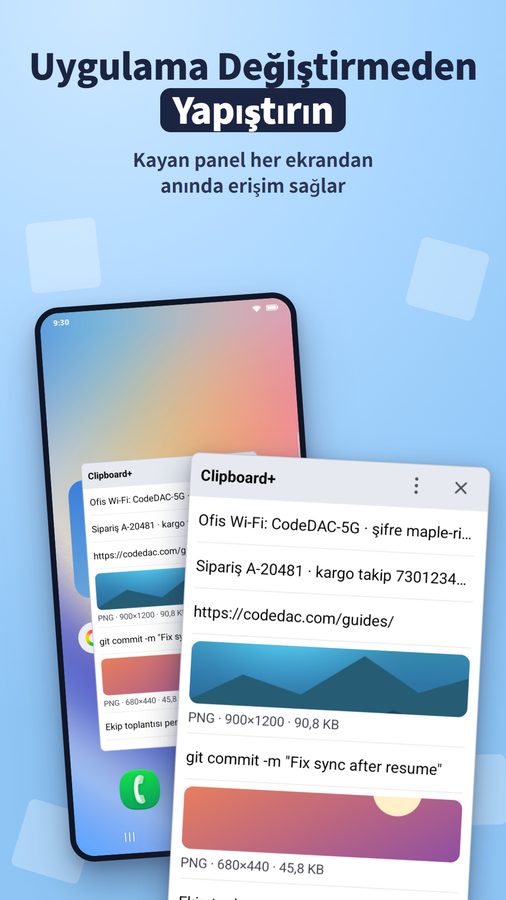 Uygulama Değiştirmeden
Yapıştırın
Kayan panel her ekrandan
anında erişim sağlar
9:30
Clipboard+
Ofis Wi-Fi: CodeDAC-5G ·
Sipariş A-20481 · kargo
https://codedac.com/g
PNG · 900×1200 · 90,8 K
git commit -m "Fix sy
PNG · 680×440 · 45,8
Ekip toplantısı per
Clipboard+
Ofis Wi-Fi: CodeDAC-5G · şifre maple-ri...
Sipariş A-20481 · kargo takip 7301234...
https://codedac.com/guides/
PNG · 900×1200 · 90,8 KB
git commit -m "Fix sync after resume"
PNG · 680×440 · 45,8 KB